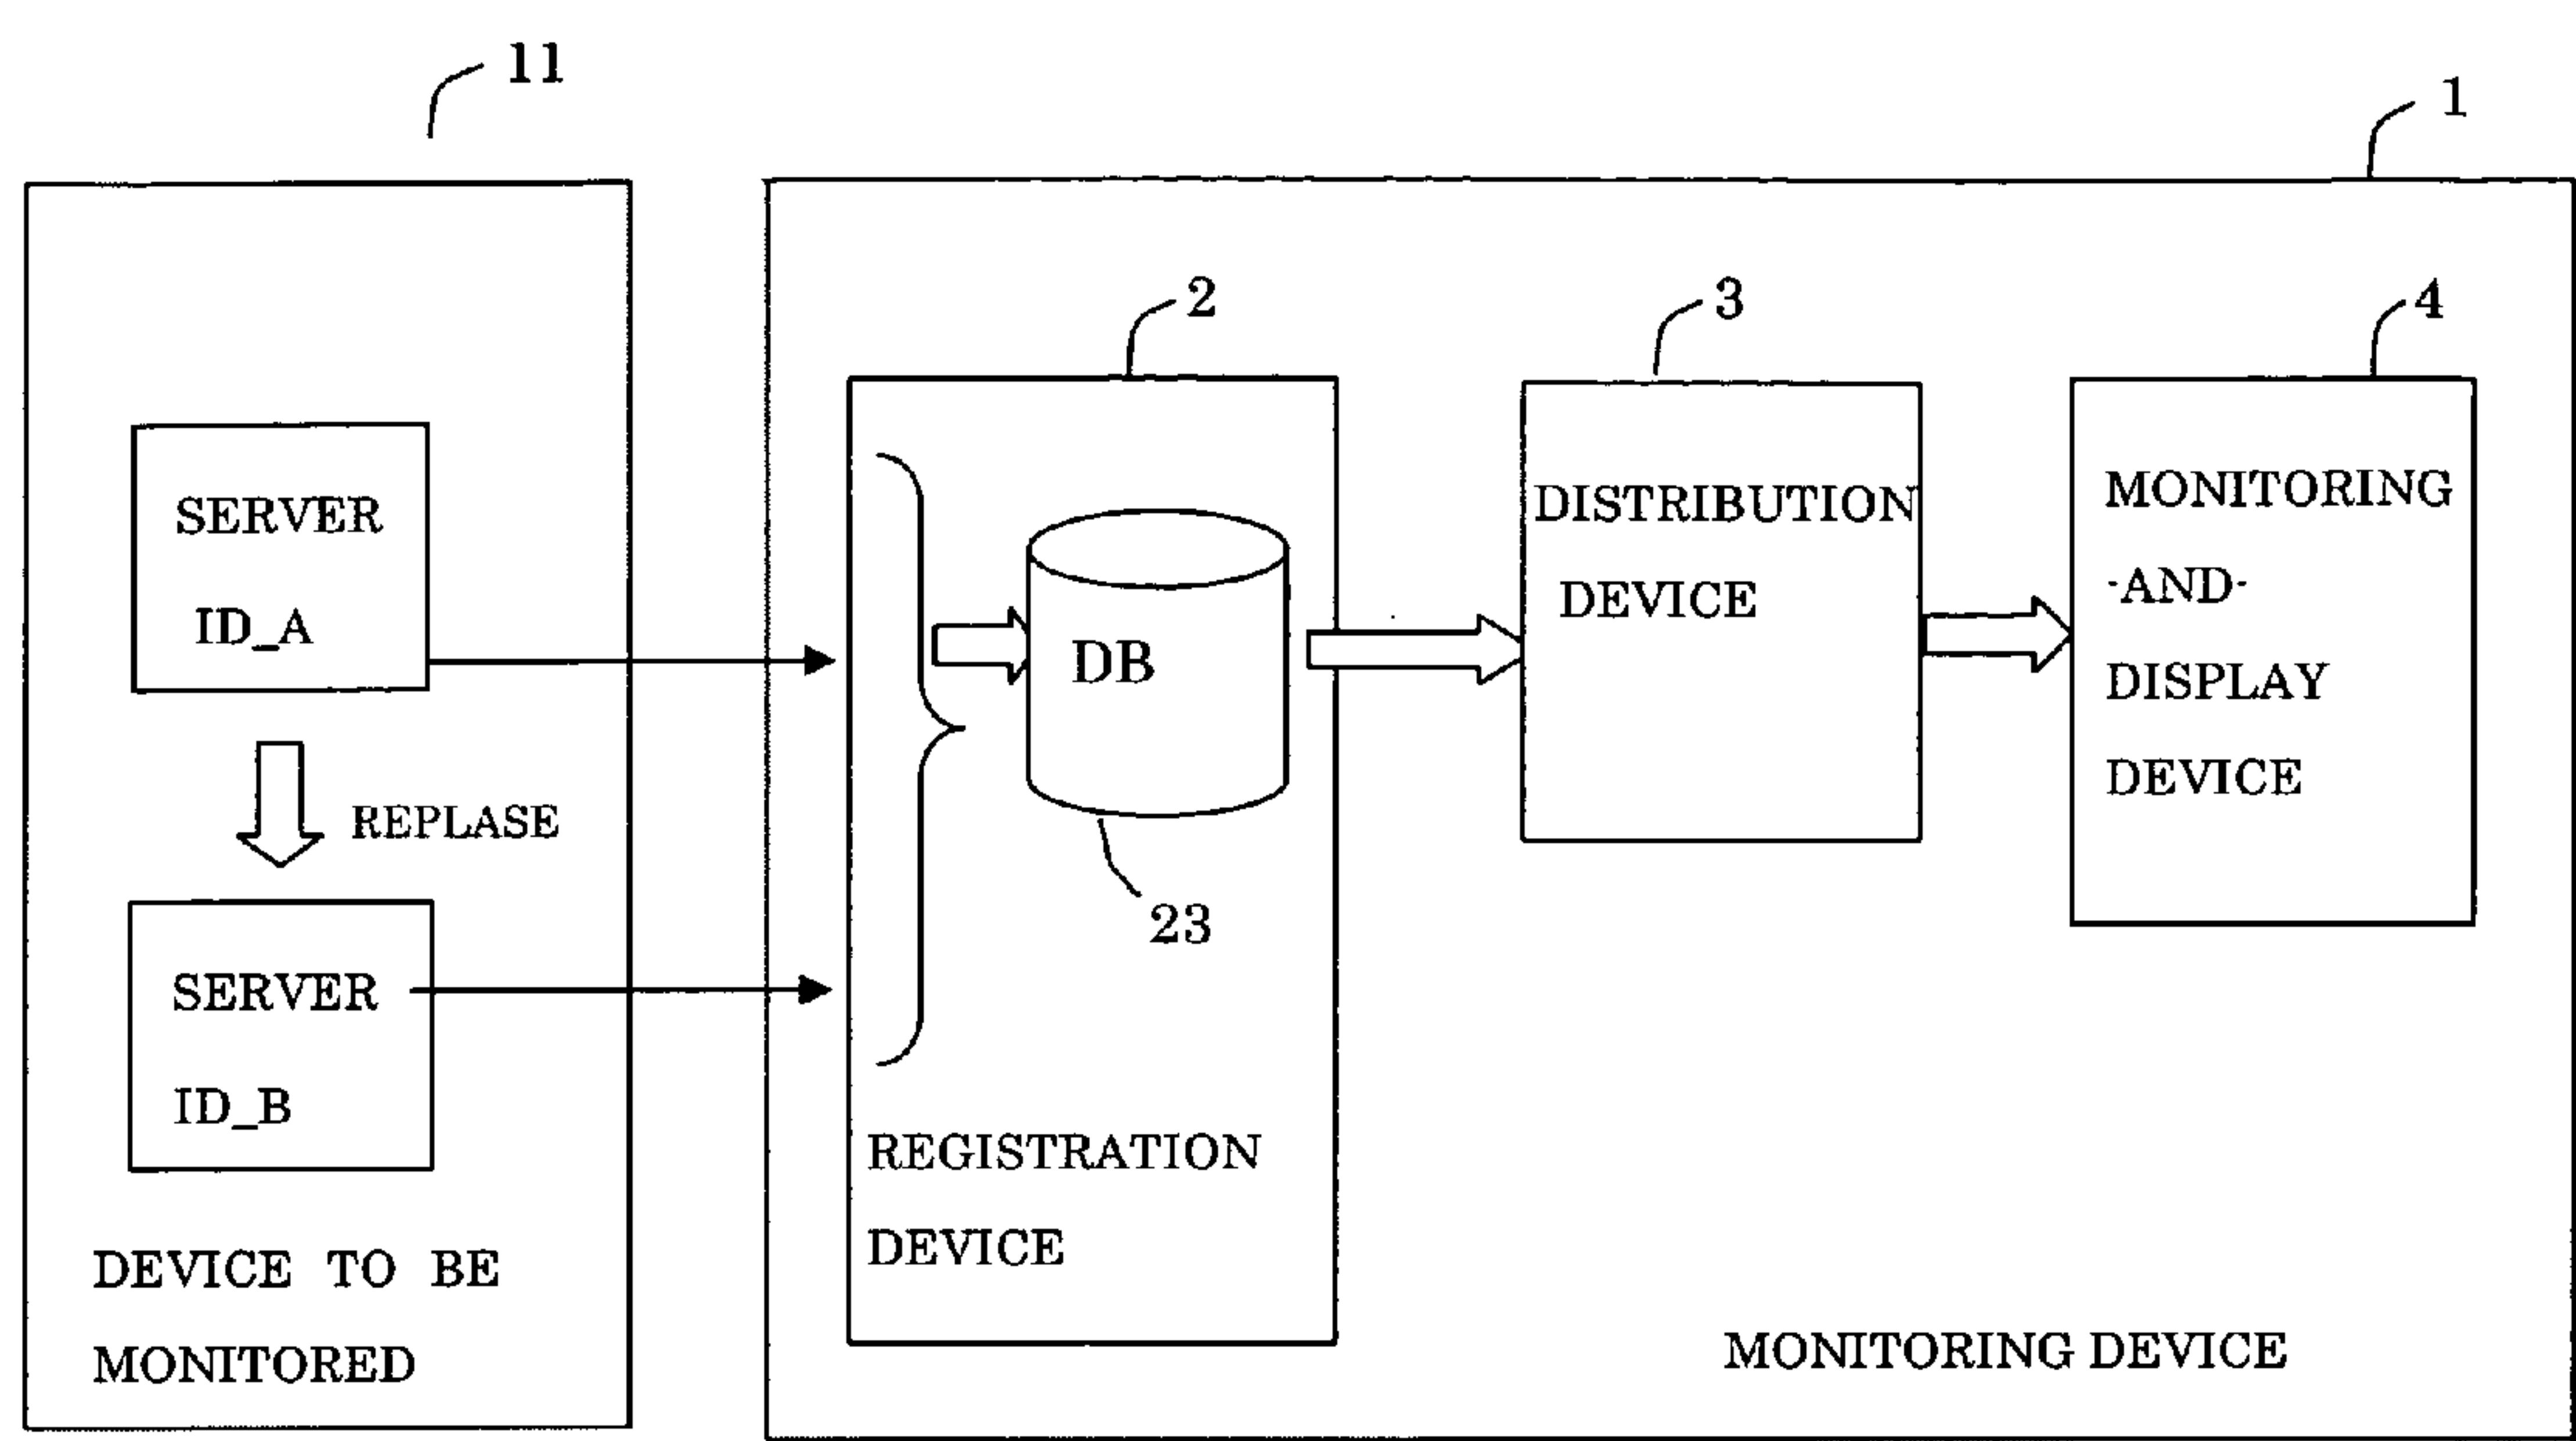 11
1
2
3
4
SERVER
ID_A
REPLASE
SERVER
ID_B
DEVICE TO BE
MONITORED
DB
23
REGISTRATION
DEVICE
DISTRIBUTION
DEVICE
MONITORING
-AND-
DISPLAY
DEVICE
MONITORING DEVICE